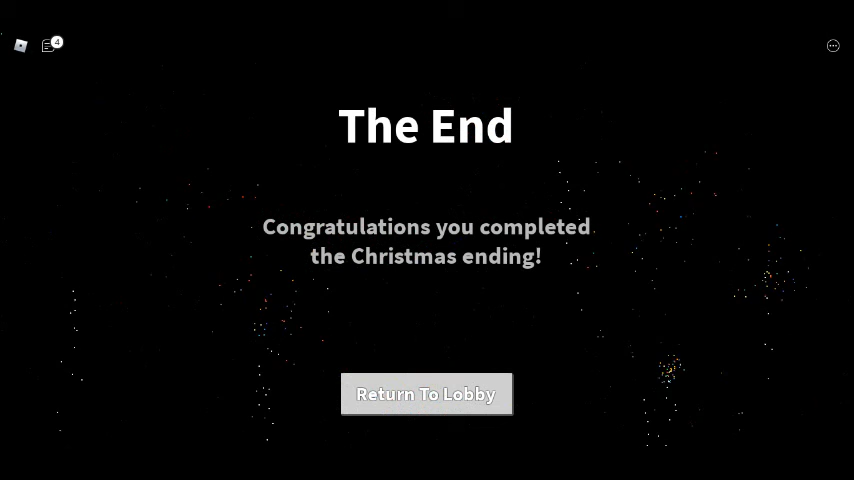 4
The End
Congratulations you completed
the Christmas ending!
Return To Lobby